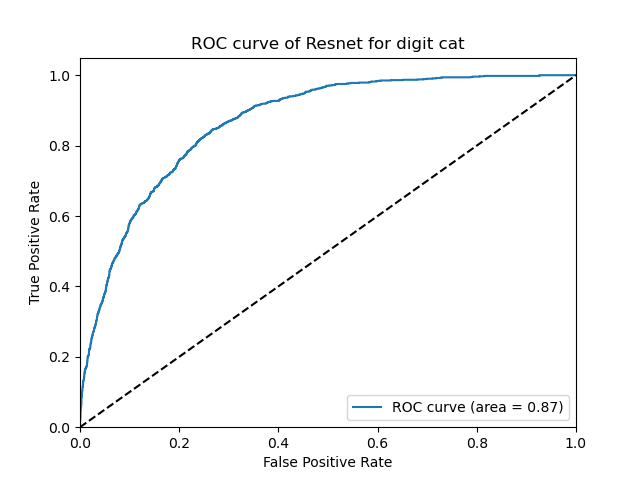 ROC curve of Resnet for digit cat
1.0
0.8
0.6
0.4
0.2
0.0
True Positive Rate
ROC curve (area = 0.87)
0.0 0.2 0.4 0.6 0.8 1.0
False Positive Rate